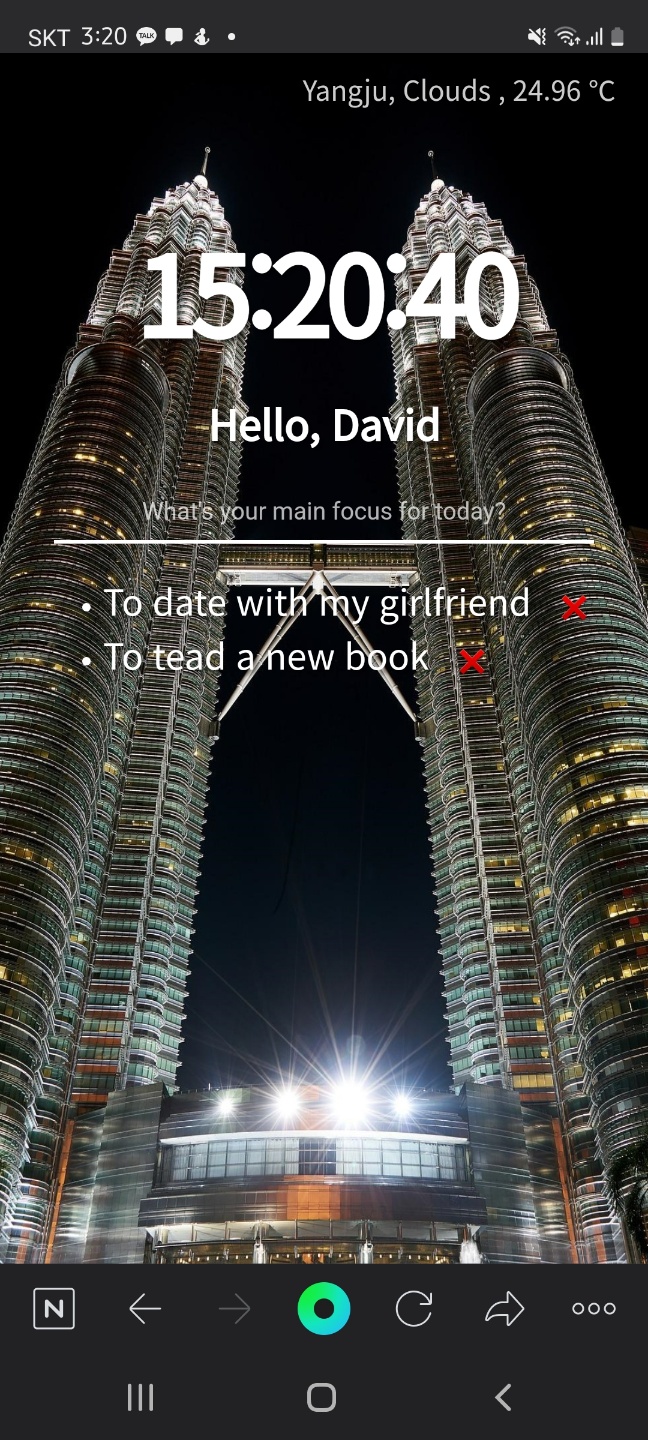 SKT 3:20 TALK
Yangju, Clouds , 24.96 ℃
15:20:40
Hello, David
What's your main focus for today?
• To date with my girlfriend ❌
• To tead a new book ❌
N